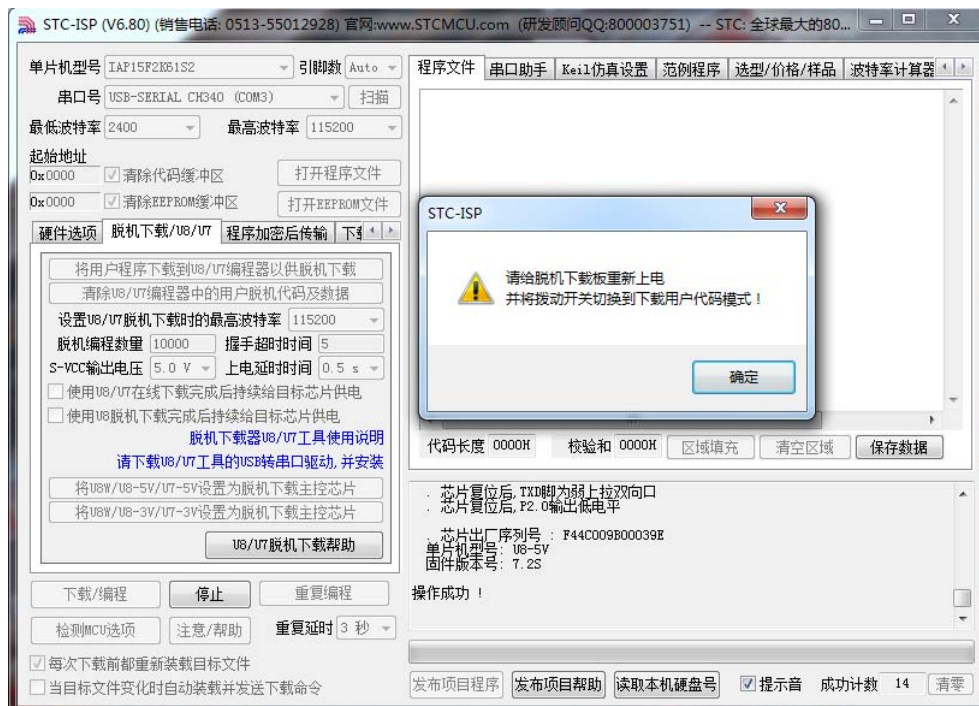 STC-ISP (V6.80) (销售电话: 0513-55012928) 官网:www.STCMCU.com (研发顾问QQ:800003751) -- STC: 全球最大的80...
单片机型号 IAP15F2K61S2 引脚数 Auto
串口号 USB-SERIAL CH340 (COM3) 扫描
最低波特率 2400 最高波特率 115200
起始地址
0x0000 清除代码缓冲区 打开程序文件
0x0000 清除EEPROM缓冲区 打开EEPROM文件
硬件选项 脱机下载/U8/U7 程序加密后传输
将用户程序下载到U8/U7编程器以供脱机下载
清除U8/U7编程器中的用户脱机代码及数据
设置U8/U7脱机下载时的最高波特率 115200
脱机编程数量 10000 握手超时时间 5
S-VCC输出电压 5.0 V 上电延时时间 0.5 s
使用U8/U7在线下载完成后持续给目标芯片供电
使用U8脱机下载完成后持续给目标芯片供电
脱机下载器U8/U7工具使用说明
请下载U8/U7工具的USB转串口驱动,并安装
将U8W/U8-5V/U7-5V设置为脱机下载主控芯片
将U8W/U8-3V/U7-3V设置为脱机下载主控芯片
U8/U7脱机下载帮助
下载/编程 停止 重复编程
检测MCU选项 注意/帮助 重复延时 3 秒
每次下载前都重新装载目标文件
当目标文件变化时自动装载并发送下载命令
程序文件 串口助手 Keil仿真设置 范例程序 选型/价格/样品 波特率计算器
STC-ISP
请给脱机下载板重新上电
并将拨动开关切换到下载用户代码模式！
确定
代码长度 0000H 校验和 0000H 区域填充 清空区域 保存数据
. 芯片复位后,TXD脚为弱上拉双向口
. 芯片复位后,P2.0输出低电平
. 芯片出厂序列号 : F44C009B00039E
单片机型号: U8-5V
固件版本号: 7.2S
操作成功 !
发布项目程序 发布项目帮助 读取本机硬盘号 提示音 成功计数 14 清零